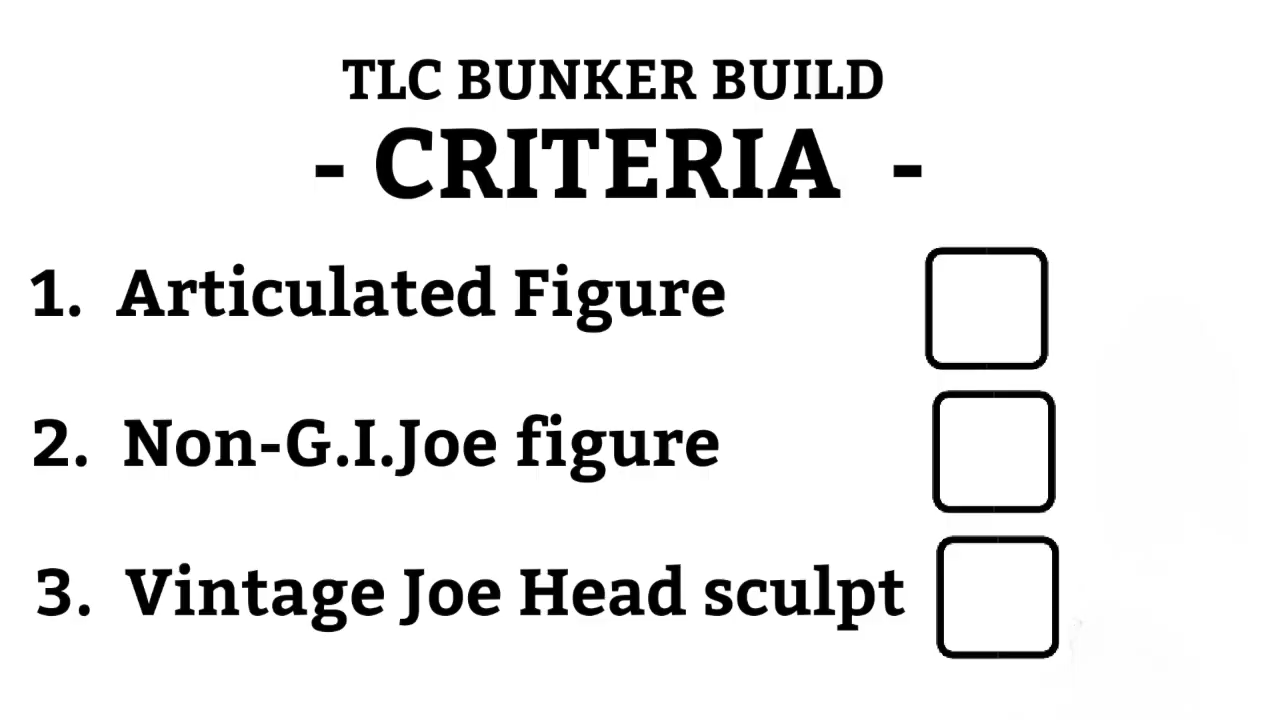 TLC BUNKER BUILD
- CRITERIA -
1. Articulated Figure
2. Non-G.I.Joe figure
3. Vintage Joe Head sculpt